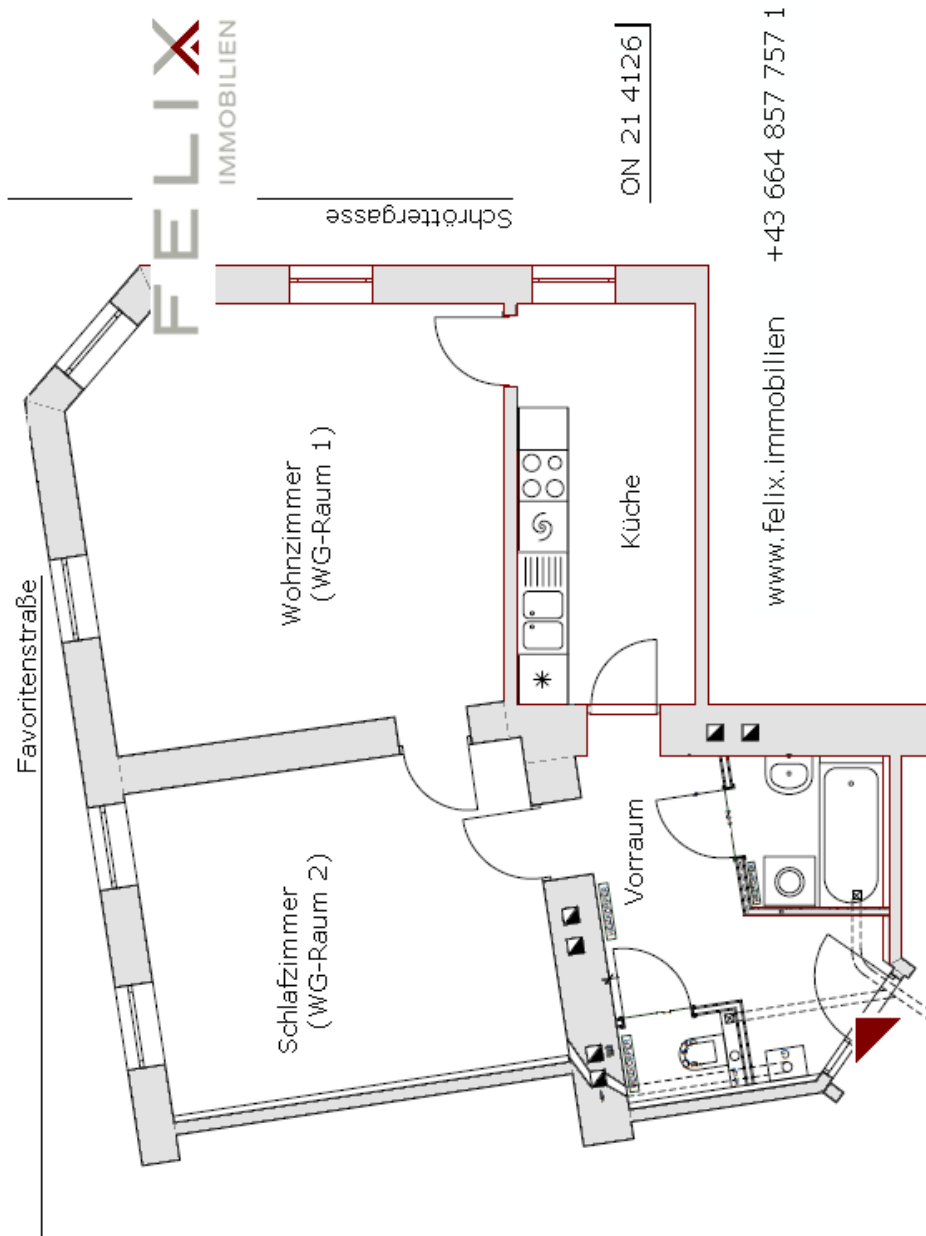 FELIX
IMMOBILIEN
Schröttergasse
ON 21 4126
Favoritenstraße
Wohnzimmer
(WG-Raum 1)
Küche
Schlafzimmer
(WG-Raum 2)
Vorraum
www.felix.immobilien +43 664 857 757 1